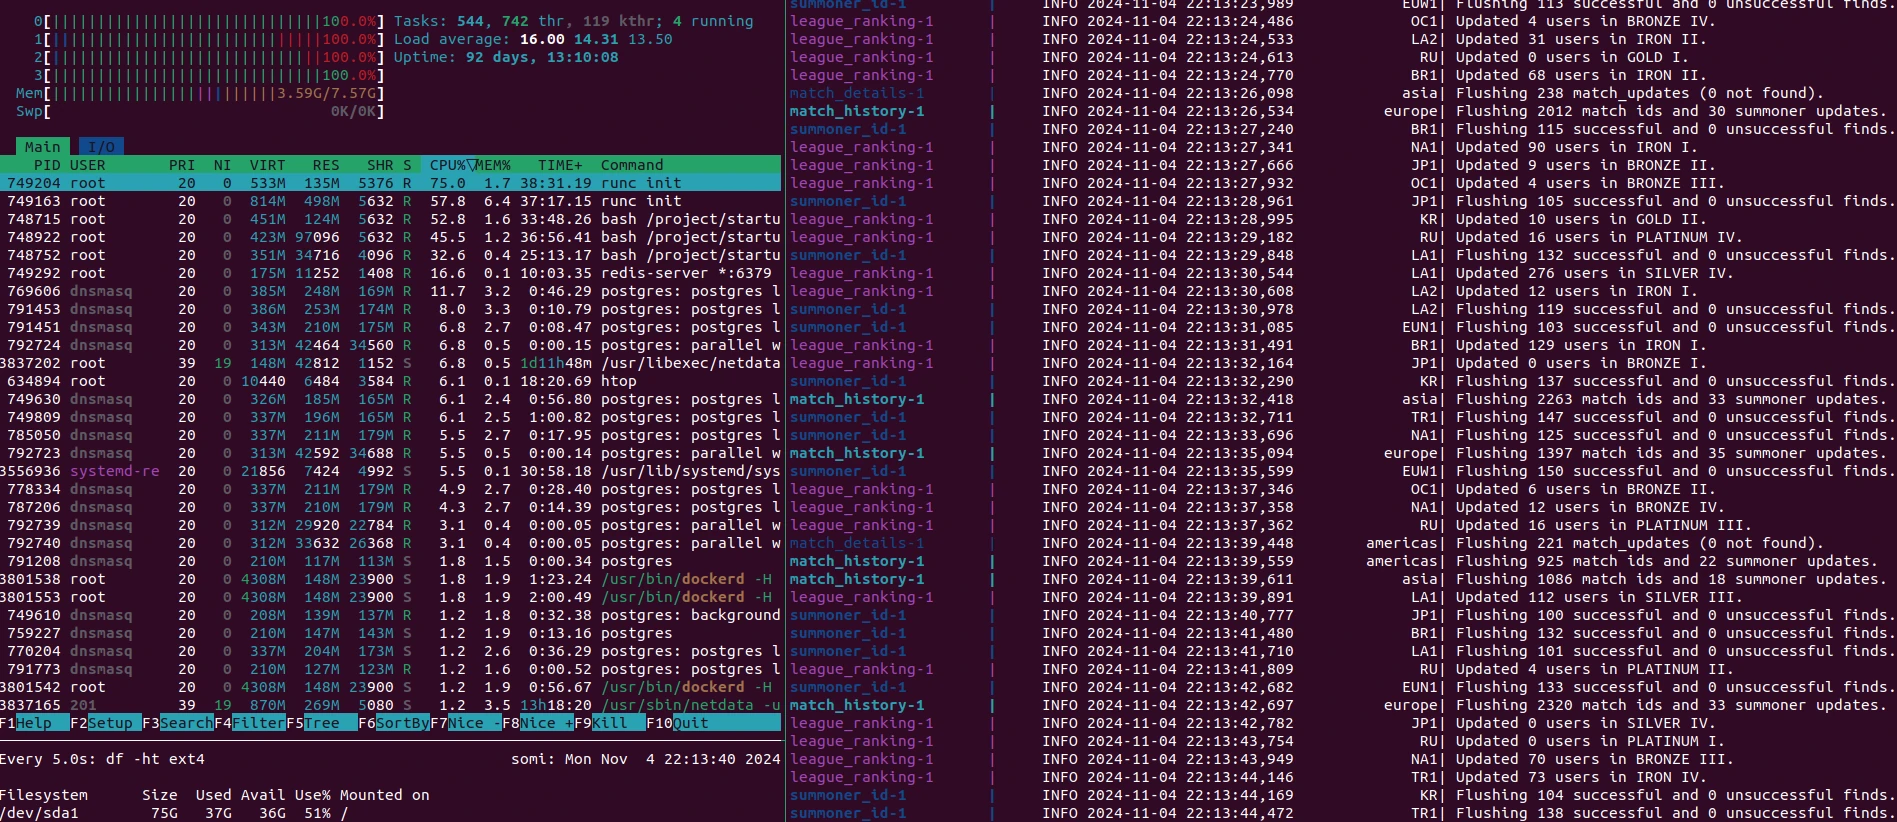 0[||||||||||||||||||||||||||||||100.0%] Tasks: 544, 742 thr, 119 kthr; 4 running
1[||||||||||||||||||||||||||||||100.0%] Load average: 16.00 14.31 13.50
2[||||||||||||||||||||||||||||||100.0%] Uptime: 92 days, 13:10:08
3[||||||||||||||||||||||||||||||100.0%]
Mem[|||||||||||||||||||||||||3.59G/7.57G]
Swp[ 0K/0K]
Main I/O
PID USER PRI NI VIRT RES SHR S CPU%▽MEM% TIME+ Command
749204 root 20 0 533M 135M 5376 R 75.0 1.7 38:31.19 runc init
749163 root 20 0 814M 498M 5632 R 57.8 6.4 37:17.15 runc init
748715 root 20 0 451M 124M 5632 R 52.8 1.6 33:48.26 bash /project/startu
748922 root 20 0 423M 97096 5632 R 45.5 1.2 36:56.41 bash /project/startu
748752 root 20 0 351M 34716 4096 R 32.6 0.4 25:13.17 bash /project/startu
749292 root 20 0 175M 11252 1408 R 16.6 0.1 10:03.35 redis-server *:6379
769606 dnsmasq 20 0 385M 248M 169M R 11.7 3.2 0:46.29 postgres: postgres l
791453 dnsmasq 20 0 386M 253M 174M R 8.0 3.3 0:10.79 postgres: postgres l
791451 dnsmasq 20 0 343M 210M 175M R 6.8 2.7 0:08.47 postgres: postgres l
792724 dnsmasq 20 0 313M 42464 34560 R 6.8 0.5 0:00.15 postgres: parallel w
3837202 root 39 19 148M 42812 1152 S 6.8 0.5 1d11h48m /usr/libexec/netdata
634894 root 20 0 10440 6484 3584 R 6.1 0.1 18:20.69 htop
749630 dnsmasq 20 0 326M 185M 165M R 6.1 2.4 0:56.80 postgres: postgres l
749809 dnsmasq 20 0 337M 196M 165M R 6.1 2.5 1:00.82 postgres: postgres l
785050 dnsmasq 20 0 337M 211M 179M R 5.5 2.7 0:17.95 postgres: postgres l
792723 dnsmasq 20 0 313M 42592 34688 R 5.5 0.5 0:00.14 postgres: parallel w
3556936 systemd-re 20 0 21856 7424 4992 S 5.5 0.1 30:58.18 /usr/lib/systemd/sys
778334 dnsmasq 20 0 337M 211M 179M R 4.9 2.7 0:28.40 postgres: postgres l
787206 dnsmasq 20 0 337M 210M 179M R 4.3 2.7 0:14.39 postgres: postgres l
792739 dnsmasq 20 0 312M 29920 22784 R 3.1 0.4 0:00.05 postgres: parallel w
792740 dnsmasq 20 0 312M 33632 26368 R 3.1 0.4 0:00.05 postgres: parallel w
791208 dnsmasq 20 0 210M 117M 113M S 1.8 1.5 0:00.34 postgres
3801538 root 20 0 4308M 148M 23900 S 1.8 1.9 1:23.24 /usr/bin/dockerd -H
3801553 root 20 0 4308M 148M 23900 S 1.8 1.9 2:00.49 /usr/bin/dockerd -H
749610 dnsmasq 20 0 208M 139M 137M R 1.2 1.8 0:32.38 postgres: background
759227 dnsmasq 20 0 210M 147M 143M S 1.2 1.9 0:13.16 postgres
770204 dnsmasq 20 0 337M 204M 173M S 1.2 2.6 0:36.29 postgres: postgres l
791773 dnsmasq 20 0 210M 127M 123M R 1.2 1.6 0:00.52 postgres: postgres l
3801542 root 20 0 4308M 148M 23900 S 1.2 1.9 0:56.67 /usr/bin/dockerd -H
3837165 201 39 19 870M 269M 5080 S 1.2 3.5 13h18:20 /usr/sbin/netdata -u
F1Help F2Setup F3SearchF4FilterF5Tree F6SortByF7Nice -F8Nice +F9Kill F10Quit
Every 5.0s: df -ht ext4 somi: Mon Nov 4 22:13:40 2024
Filesystem Size Used Avail Use% Mounted on
/dev/sda1 75G 37G 36G 51% /
summoner_id-1 | INFO 2024-11-04 22:13:23,989 EUW1| Flushing 113 successful and 0 unsuccessful finds.
league_ranking-1 | INFO 2024-11-04 22:13:24,486 OC1| Updated 4 users in BRONZE IV.
league_ranking-1 | INFO 2024-11-04 22:13:24,533 LA2| Updated 31 users in IRON II.
league_ranking-1 | INFO 2024-11-04 22:13:24,613 RU| Updated 0 users in GOLD I.
league_ranking-1 | INFO 2024-11-04 22:13:24,770 BR1| Updated 68 users in IRON II.
match_details-1 | INFO 2024-11-04 22:13:26,098 asia| Flushing 238 match_updates (0 not found).
match_history-1 | INFO 2024-11-04 22:13:26,534 europe| Flushing 2012 match ids and 30 summoner updates.
summoner_id-1 | INFO 2024-11-04 22:13:27,240 BR1| Flushing 115 successful and 0 unsuccessful finds.
league_ranking-1 | INFO 2024-11-04 22:13:27,341 NA1| Updated 90 users in IRON I.
league_ranking-1 | INFO 2024-11-04 22:13:27,666 JP1| Updated 9 users in BRONZE II.
league_ranking-1 | INFO 2024-11-04 22:13:27,932 OC1| Updated 4 users in BRONZE III.
summoner_id-1 | INFO 2024-11-04 22:13:28,961 JP1| Flushing 105 successful and 0 unsuccessful finds.
league_ranking-1 | INFO 2024-11-04 22:13:28,995 KR| Updated 10 users in GOLD II.
league_ranking-1 | INFO 2024-11-04 22:13:29,182 RU| Updated 16 users in PLATINUM IV.
summoner_id-1 | INFO 2024-11-04 22:13:29,848 LA1| Flushing 132 successful and 0 unsuccessful finds.
league_ranking-1 | INFO 2024-11-04 22:13:30,544 LA1| Updated 276 users in SILVER IV.
league_ranking-1 | INFO 2024-11-04 22:13:30,608 LA2| Updated 12 users in IRON I.
summoner_id-1 | INFO 2024-11-04 22:13:30,978 LA2| Flushing 119 successful and 0 unsuccessful finds.
summoner_id-1 | INFO 2024-11-04 22:13:31,085 EUN1| Flushing 103 successful and 0 unsuccessful finds.
league_ranking-1 | INFO 2024-11-04 22:13:31,491 BR1| Updated 129 users in IRON I.
league_ranking-1 | INFO 2024-11-04 22:13:32,164 JP1| Updated 0 users in BRONZE I.
summoner_id-1 | INFO 2024-11-04 22:13:32,290 KR| Flushing 137 successful and 0 unsuccessful finds.
match_history-1 | INFO 2024-11-04 22:13:32,418 asia| Flushing 2263 match ids and 33 summoner updates.
summoner_id-1 | INFO 2024-11-04 22:13:32,711 TR1| Flushing 147 successful and 0 unsuccessful finds.
summoner_id-1 | INFO 2024-11-04 22:13:33,696 NA1| Flushing 125 successful and 0 unsuccessful finds.
match_history-1 | INFO 2024-11-04 22:13:35,094 europe| Flushing 1397 match ids and 35 summoner updates.
summoner_id-1 | INFO 2024-11-04 22:13:35,599 EUW1| Flushing 150 successful and 0 unsuccessful finds.
league_ranking-1 | INFO 2024-11-04 22:13:37,346 OC1| Updated 6 users in BRONZE II.
league_ranking-1 | INFO 2024-11-04 22:13:37,358 NA1| Updated 12 users in BRONZE IV.
league_ranking-1 | INFO 2024-11-04 22:13:37,362 RU| Updated 16 users in PLATINUM III.
match_details-1 | INFO 2024-11-04 22:13:39,448 americas| Flushing 221 match_updates (0 not found).
match_history-1 | INFO 2024-11-04 22:13:39,559 americas| Flushing 925 match ids and 22 summoner updates.
match_history-1 | INFO 2024-11-04 22:13:39,611 asia| Flushing 1086 match ids and 18 summoner updates.
league_ranking-1 | INFO 2024-11-04 22:13:39,891 LA1| Updated 112 users in SILVER III.
summoner_id-1 | INFO 2024-11-04 22:13:40,777 JP1| Flushing 100 successful and 0 unsuccessful finds.
summoner_id-1 | INFO 2024-11-04 22:13:41,480 BR1| Flushing 132 successful and 0 unsuccessful finds.
summoner_id-1 | INFO 2024-11-04 22:13:41,710 LA1| Flushing 101 successful and 0 unsuccessful finds.
league_ranking-1 | INFO 2024-11-04 22:13:41,809 RU| Updated 4 users in PLATINUM II.
summoner_id-1 | INFO 2024-11-04 22:13:42,682 EUN1| Flushing 133 successful and 0 unsuccessful finds.
match_history-1 | INFO 2024-11-04 22:13:42,697 europe| Flushing 2320 match ids and 33 summoner updates.
league_ranking-1 | INFO 2024-11-04 22:13:42,782 JP1| Updated 0 users in SILVER IV.
league_ranking-1 | INFO 2024-11-04 22:13:43,754 RU| Updated 0 users in PLATINUM I.
league_ranking-1 | INFO 2024-11-04 22:13:43,949 NA1| Updated 70 users in BRONZE III.
league_ranking-1 | INFO 2024-11-04 22:13:44,146 TR1| Updated 73 users in IRON IV.
summoner_id-1 | INFO 2024-11-04 22:13:44,169 KR| Flushing 104 successful and 0 unsuccessful finds.
summoner_id-1 | INFO 2024-11-04 22:13:44,472 TR1| Flushing 138 successful and 0 unsuccessful finds.